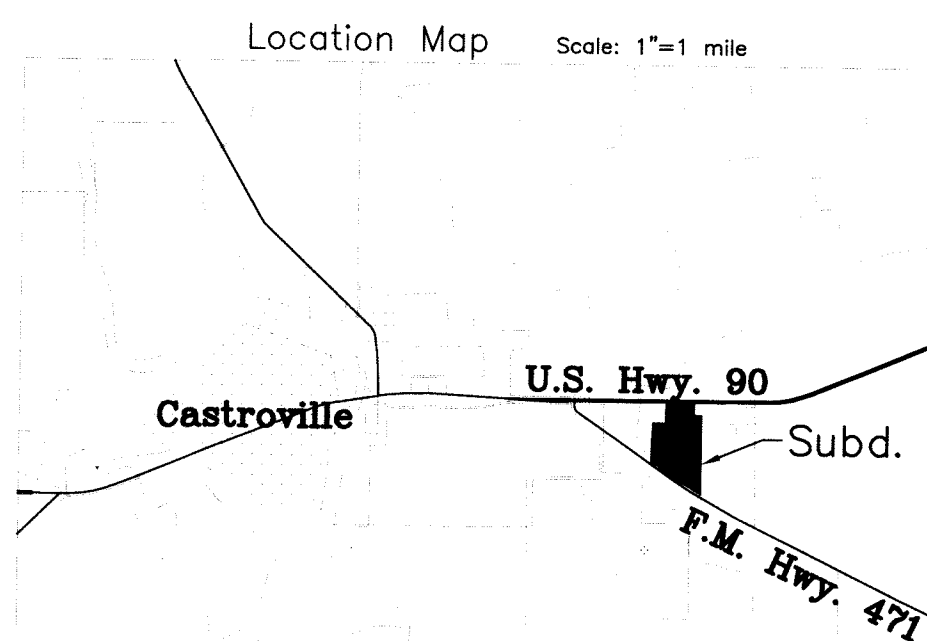 Location Map Scale: 1"=1 mile
U.S. Hwy. 90
Castroville
Subd.
F.M. Hwy. 471